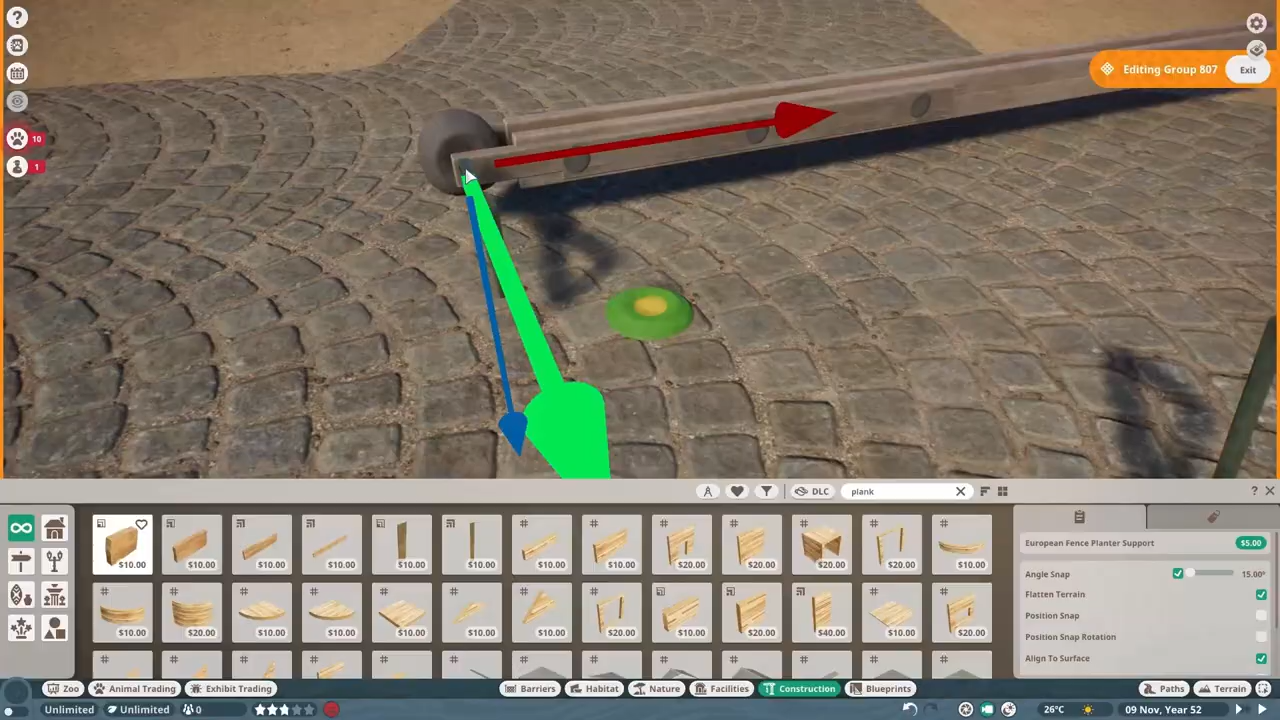 ?
Editing Group 807
Exit
10
1
DLC
plank
?
$10.00
$10.00
$10.00
$10.00
$10.00
$10.00
$10.00
$10.00
$20.00
$20.00
$20.00
$20.00
$10.00
$10.00
$20.00
$10.00
$10.00
$10.00
$10.00
$10.00
$20.00
$10.00
$20.00
$40.00
$10.00
$20.00
European Fence Planter Support
$5.00
Angle Snap
15.00°
Flatten Terrain
Position Snap
Position Snap Rotation
Align To Surface
Zoo
Animal Trading
Exhibit Trading
Barriers
Habitat
Nature
Facilities
Construction
Blueprints
Paths
Terrain
Unlimited
Unlimited
0
26°C
09 Nov, Year 52